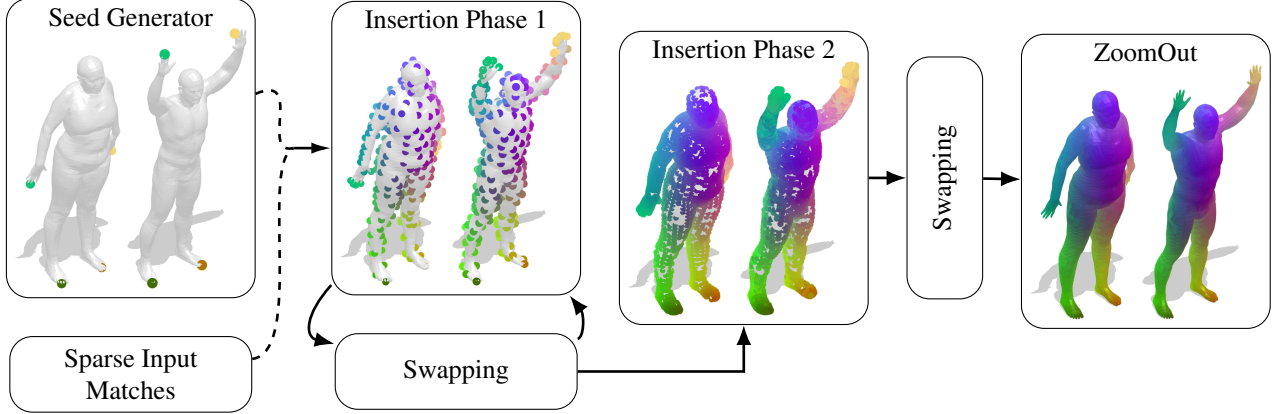 Seed Generator
Insertion Phase 1
Insertion Phase 2
Swapping
ZoomOut
Sparse Input
Matches
Swapping